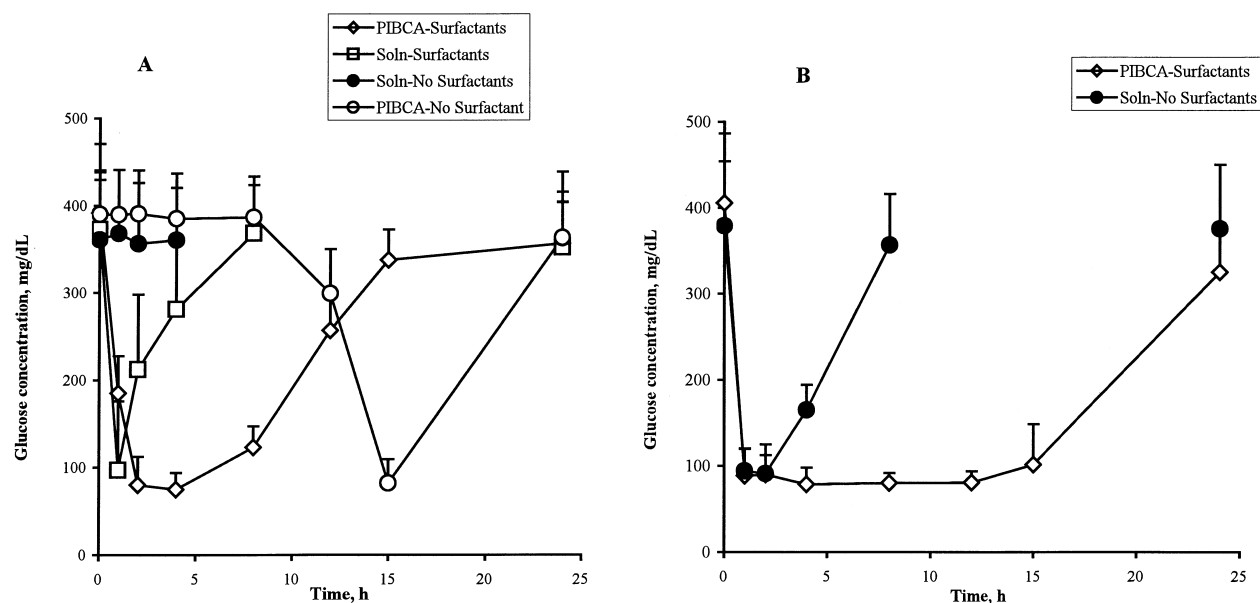 A
PIBCA-Surfactants
Soln-Surfactants
Soln-No Surfactants
PIBCA-No Surfactant
Glucose concentration, mg/dL
500
400
300
200
100
0
0 5 10 15 20 25
Time, h
B
PIBCA-Surfactants
Soln-No Surfactants
Glucose concentration, mg/dL
500
400
300
200
100
0
0 5 10 15 20 25
Time, h